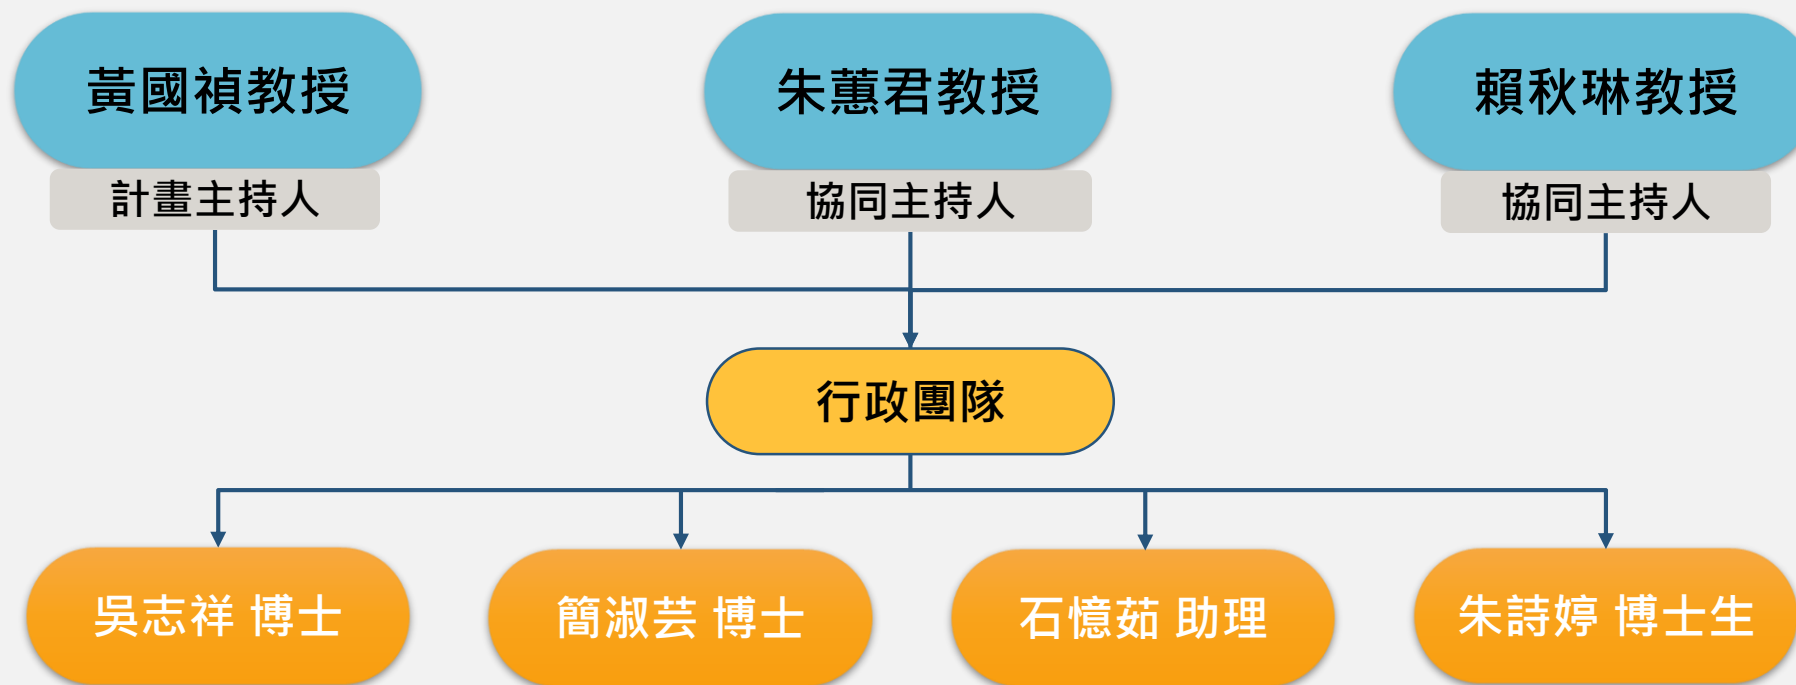 黃國禎教授
朱蕙君教授
賴秋琳教授
計畫主持人
協同主持人
協同主持人
行政團隊
吳志祥 博士
簡淑芸 博士
石憶茹 助理
朱詩婷 博士生